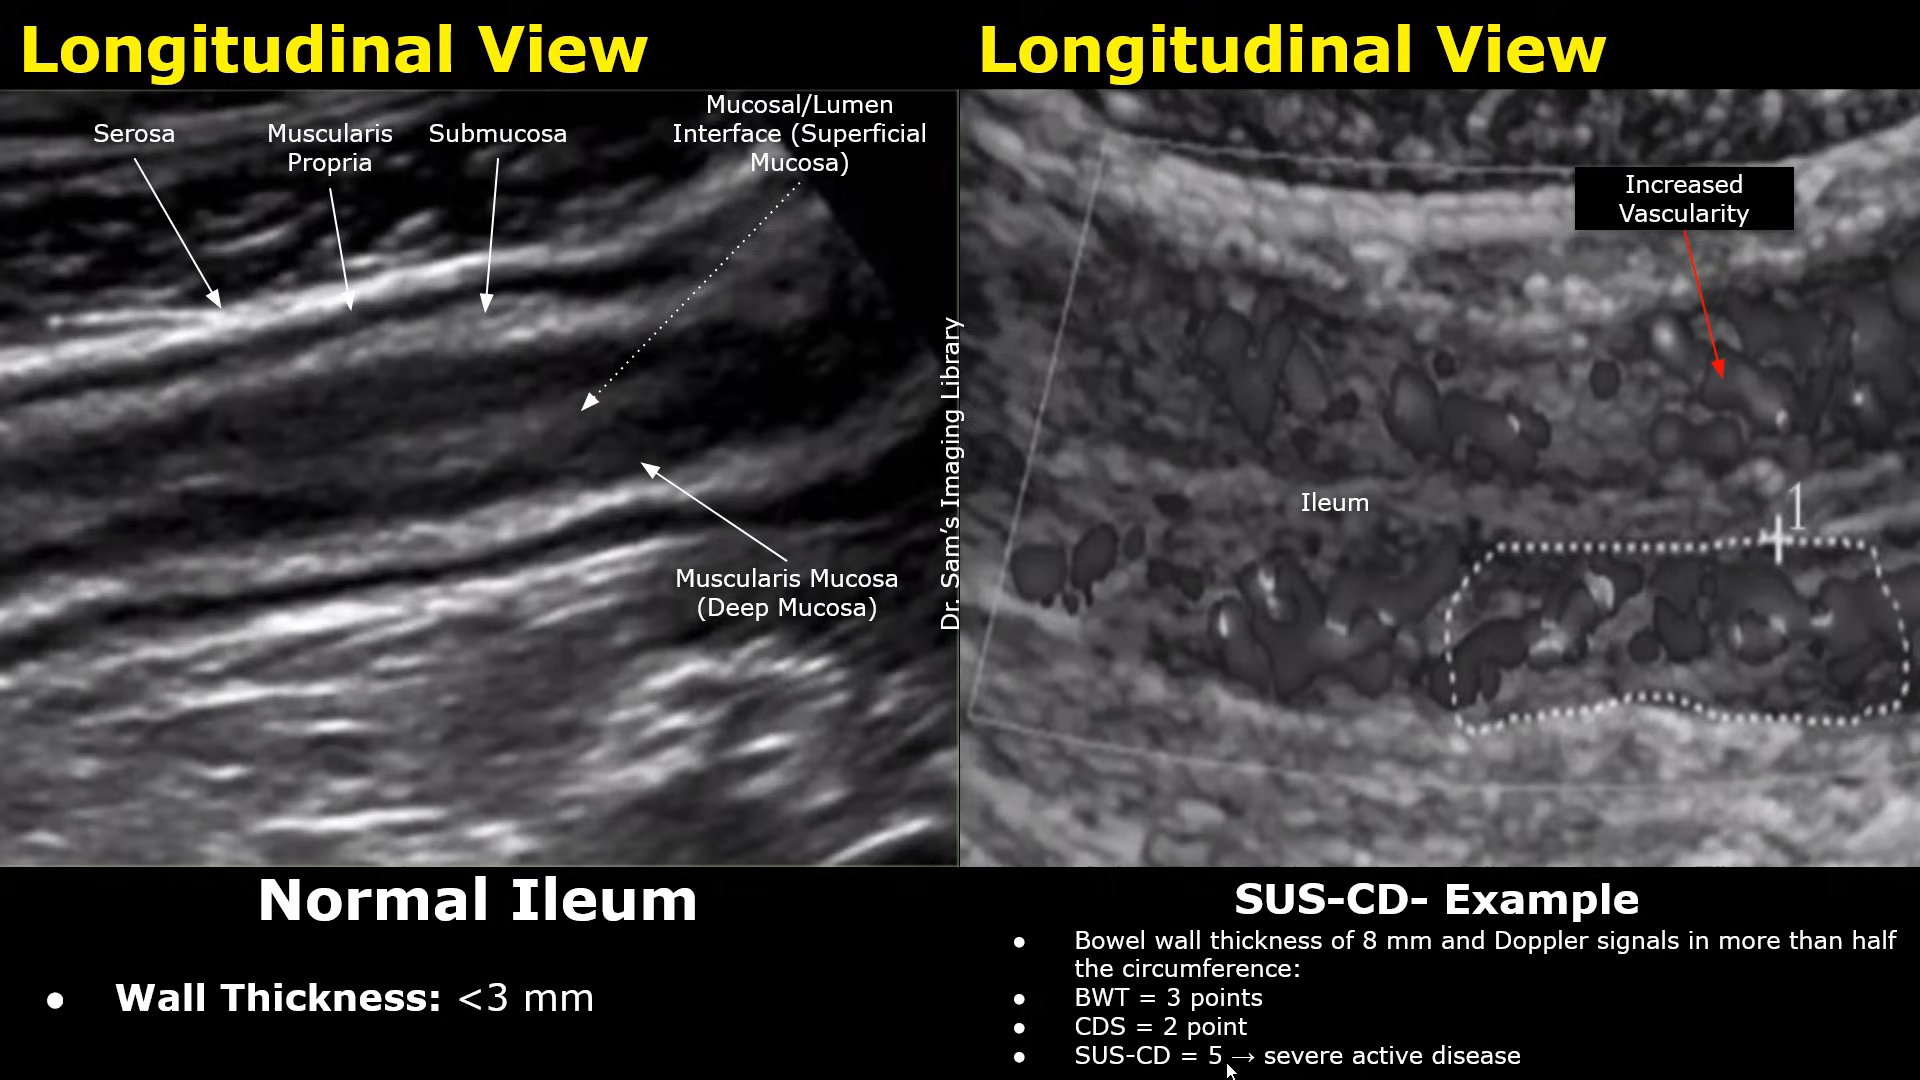 Longitudinal View
Serosa
Muscularis
Propria
Submucosa
Mucosal/Lumen
Interface (Superficial
Mucosa)
Muscularis Mucosa
(Deep Mucosa)
Normal Ileum
● Wall Thickness: <3 mm
Dr. Sam’s Imaging Library
Longitudinal View
Increased
Vascularity
Ileum
1
SUS-CD- Example
● Bowel wall thickness of 8 mm and Doppler signals in more than half
the circumference:
● BWT = 3 points
● CDS = 2 point
● SUS-CD = 5 → severe active disease